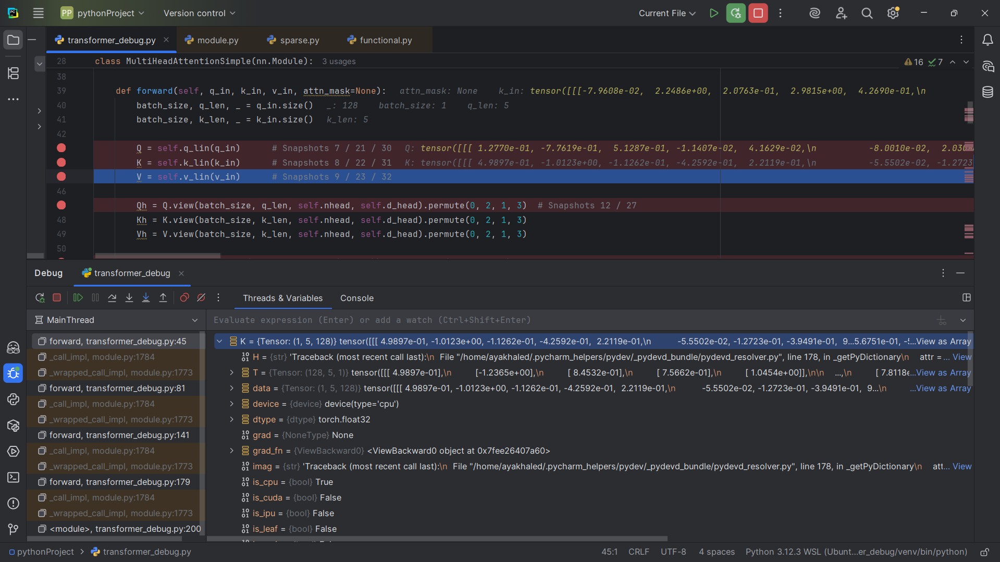 PP pythonProject Version control Current File
transformer_debug.py module.py sparse.py functional.py
28 class MultiHeadAttentionSimple(nn.Module): 3 usages 16 7
38
39 def forward(self, q_in, k_in, v_in, attn_mask=None): attn_mask: None k_in: tensor([[[-7.9608e-02, 2.2486e+00, 2.0763e-01, 2.9815e+00, 4.2690e-01,\n
40 batch_size, q_len, _ = q_in.size() _: 128 batch_size: 1 q_len: 5
41 batch_size, k_len, _ = k_in.size() k_len: 5
42
Q = self.q_lin(q_in) # Snapshots 7 / 21 / 30 Q: tensor([[[ 1.2770e-01, -7.7619e-01, 5.1287e-01, -1.1407e-02, 4.1629e-02,\n -8.0010e-02, 2.030
K = self.k_lin(k_in) # Snapshots 8 / 22 / 31 K: tensor([[[ 4.9897e-01, -1.0123e+00, -1.1262e-01, -4.2592e-01, 2.2119e-01,\n -5.5502e-02, -1.2723
V = self.v_lin(v_in) # Snapshots 9 / 23 / 32
46
Qh = Q.view(batch_size, q_len, self.nhead, self.d_head).permute(0, 2, 1, 3) # Snapshots 12 / 27
48 Kh = K.view(batch_size, k_len, self.nhead, self.d_head).permute(0, 2, 1, 3)
49 Vh = V.view(batch_size, k_len, self.nhead, self.d_head).permute(0, 2, 1, 3)
50
Debug transformer_debug
Threads & Variables Console
MainThread
Evaluate expression (Enter) or add a watch (Ctrl+Shift+Enter)
forward, transformer_debug.py:45
_call_impl, module.py:1784
_wrapped_call_impl, module.py:1773
forward, transformer_debug.py:81
_call_impl, module.py:1784
_wrapped_call_impl, module.py:1773
forward, transformer_debug.py:141
_call_impl, module.py:1784
_wrapped_call_impl, module.py:1773
forward, transformer_debug.py:179
_call_impl, module.py:1784
_wrapped_call_impl, module.py:1773
<module>, transformer_debug.py:200
K = {Tensor: (1, 5, 128)} tensor([[[ 4.9897e-01, -1.0123e+00, -1.1262e-01, -4.2592e-01, 2.2119e-01,\n -5.5502e-02, -1.2723e-01, -3.9491e-01, 9...5.6751e-01, -5...View as Array
H = {str} 'Traceback (most recent call last):\n File "/home/ayakhaled/.pycharm_helpers/pydev/_pydevd_bundle/pydevd_resolver.py", line 178, in _getPyDictionary\n attr =... View
T = {Tensor: (128, 5, 1)} tensor([[[ 4.9897e-01],\n [-1.2365e+00],\n [ 8.4532e-01],\n [ 7.5662e-01],\n [ 1.0454e+00]],\n\n ...,\n [ 7.8118e...View as Array
data = {Tensor: (1, 5, 128)} tensor([[[ 4.9897e-01, -1.0123e+00, -1.1262e-01, -4.2592e-01, 2.2119e-01,\n -5.5502e-02, -1.2723e-01, -3.9491e-01, 9...\n ...View as Array
device = {device} device(type='cpu')
dtype = {dtype} torch.float32
grad = {NoneType} None
grad_fn = {ViewBackward0} <ViewBackward0 object at 0x7fee26407a60>
imag = {str} 'Traceback (most recent call last):\n File "/home/ayakhaled/.pycharm_helpers/pydev/_pydevd_bundle/pydevd_resolver.py", line 178, in _getPyDictionary\n att... View
is_cpu = {bool} True
is_cuda = {bool} False
is_ipu = {bool} False
is_leaf = {bool} False
pythonProject > transformer_debug.py 45:1 CRLF UTF-8 4 spaces Python 3.12.3 WSL (Ubunt...er_debug/venv/bin/python)